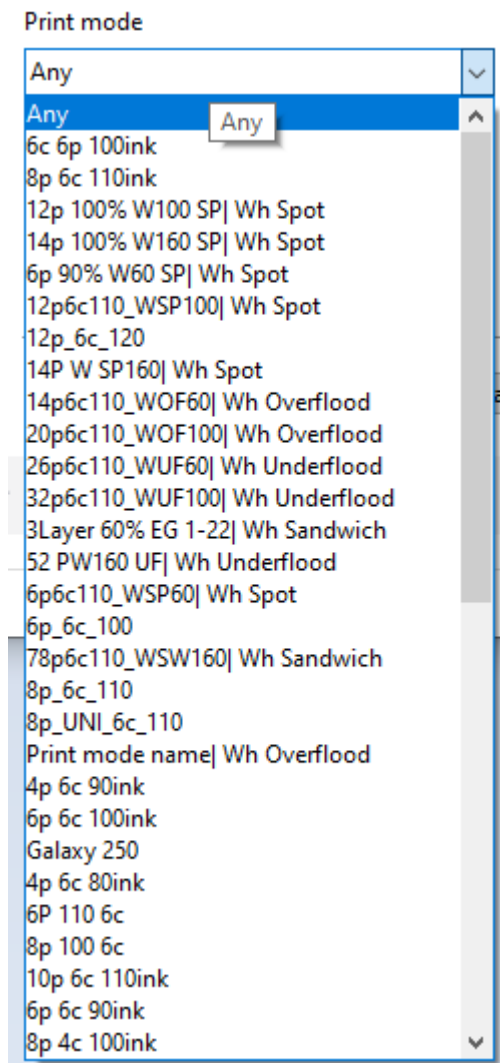 Print mode
Any
Any
Any
6c 6p 100ink
8p 6c 110ink
12p 100% W100 SP| Wh Spot
14p 100% W160 SP| Wh Spot
6p 90% W60 SP| Wh Spot
12p6c110_WSP100| Wh Spot
12p_6c_120
14P W SP160| Wh Spot
14p6c110_WOF60| Wh Overflood
20p6c110_WOF100| Wh Overflood
26p6c110_WUF60| Wh Underflood
32p6c110_WUF100| Wh Underflood
3Layer 60% EG 1-22| Wh Sandwich
52 PW160 UF| Wh Underflood
6p6c110_WSP60| Wh Spot
6p_6c_100
78p6c110_WSW160| Wh Sandwich
8p_6c_110
8p_UNI_6c_110
Print mode name| Wh Overflood
4p 6c 90ink
6p 6c 100ink
Galaxy 250
4p 6c 80ink
6P 110 6c
8p 100 6c
10p 6c 110ink
6p 6c 90ink
8p 4c 100ink